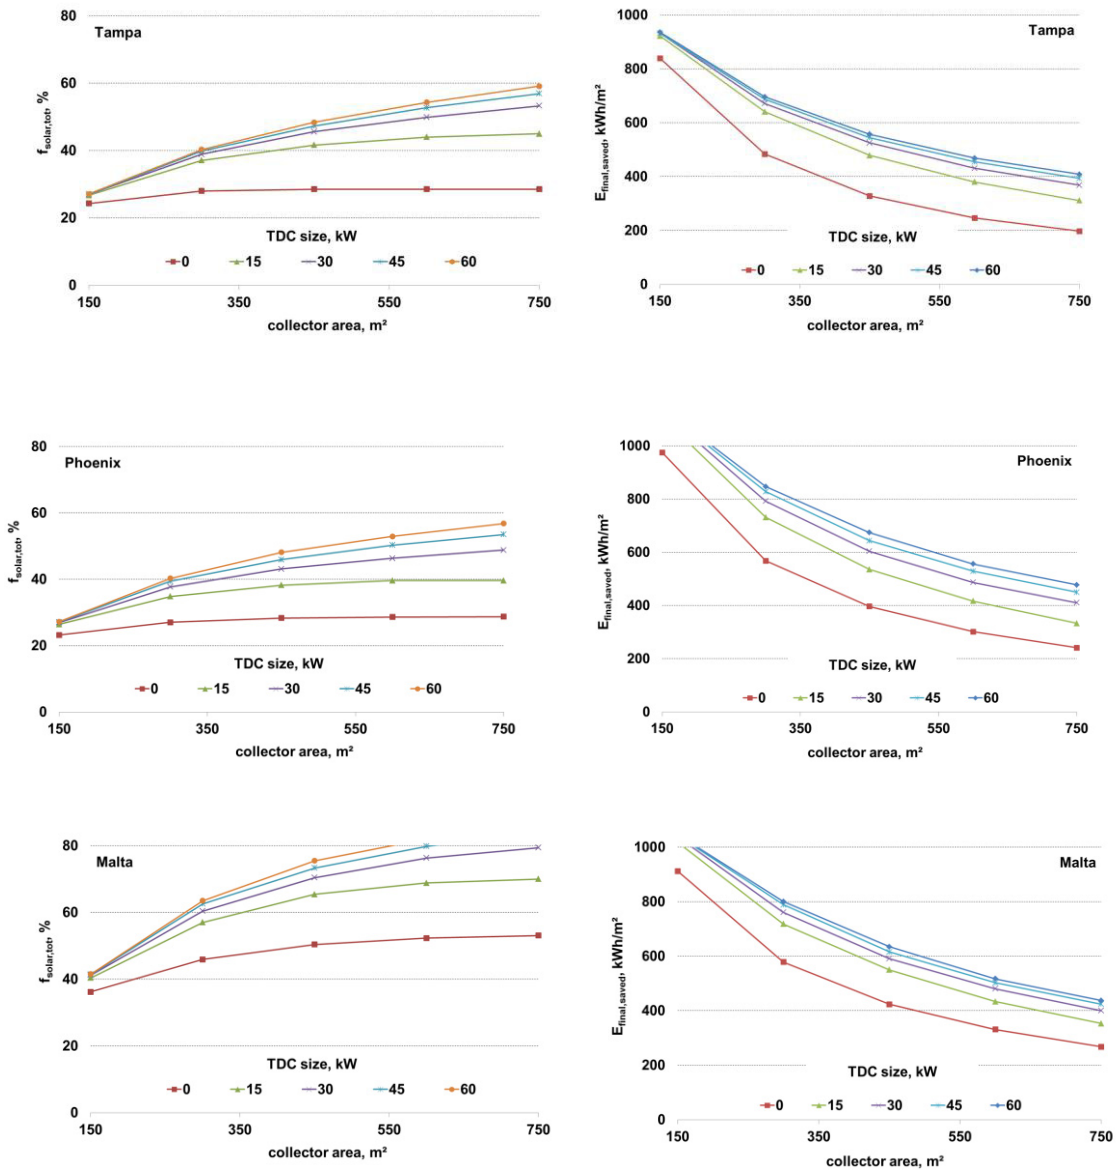 80
Tampa
60
40
20
0
f_solar,tot, %
TDC size, kW
0 15 30 45 60
150 350 550 750
collector area, m²
1000
Tampa
800
600
400
200
0
E_final,saved, kWh/m²
TDC size, kW
0 15 30 45 60
150 350 550 750
collector area, m²
80
Phoenix
60
40
20
0
f_solar,tot, %
TDC size, kW
0 15 30 45 60
150 350 550 750
collector area, m²
1000
Phoenix
800
600
400
200
0
E_final,saved, kWh/m²
TDC size, kW
0 15 30 45 60
150 350 550 750
collector area, m²
80
Malta
60
40
20
0
f_solar,tot, %
TDC size, kW
0 15 30 45 60
150 350 550 750
collector area, m²
1000
Malta
800
600
400
200
0
E_final,saved, kWh/m²
TDC size, kW
0 15 30 45 60
150 350 550 750
collector area, m²